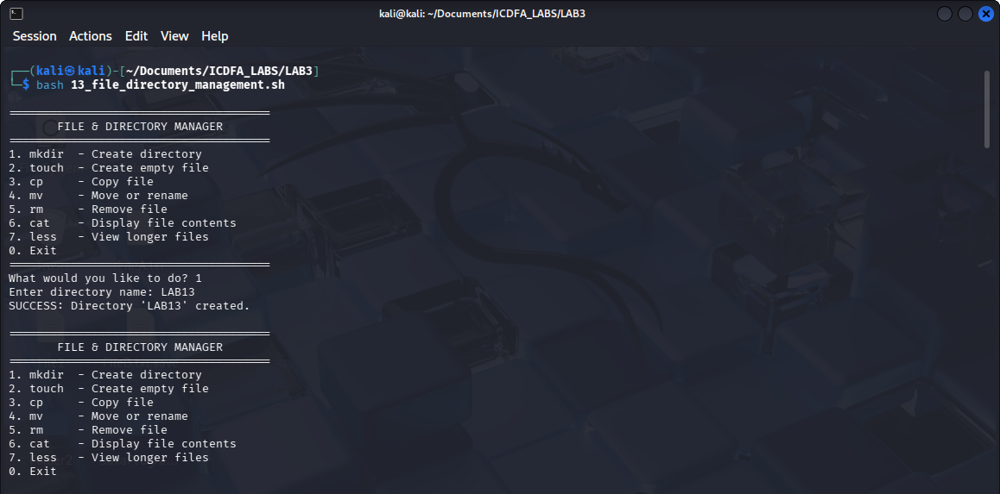 kali@kali: ~/Documents/ICDFA_LABS/LAB3
Session Actions Edit View Help
┌──(kali㉿kali)-[~/Documents/ICDFA_LABS/LAB3]
└─$ bash 13_file_directory_management.sh
======================================
FILE & DIRECTORY MANAGER
======================================
1. mkdir - Create directory
2. touch - Create empty file
3. cp - Copy file
4. mv - Move or rename
5. rm - Remove file
6. cat - Display file contents
7. less - View longer files
0. Exit
======================================
What would you like to do? 1
Enter directory name: LAB13
SUCCESS: Directory 'LAB13' created.
======================================
FILE & DIRECTORY MANAGER
======================================
1. mkdir - Create directory
2. touch - Create empty file
3. cp - Copy file
4. mv - Move or rename
5. rm - Remove file
6. cat - Display file contents
7. less - View longer files
0. Exit